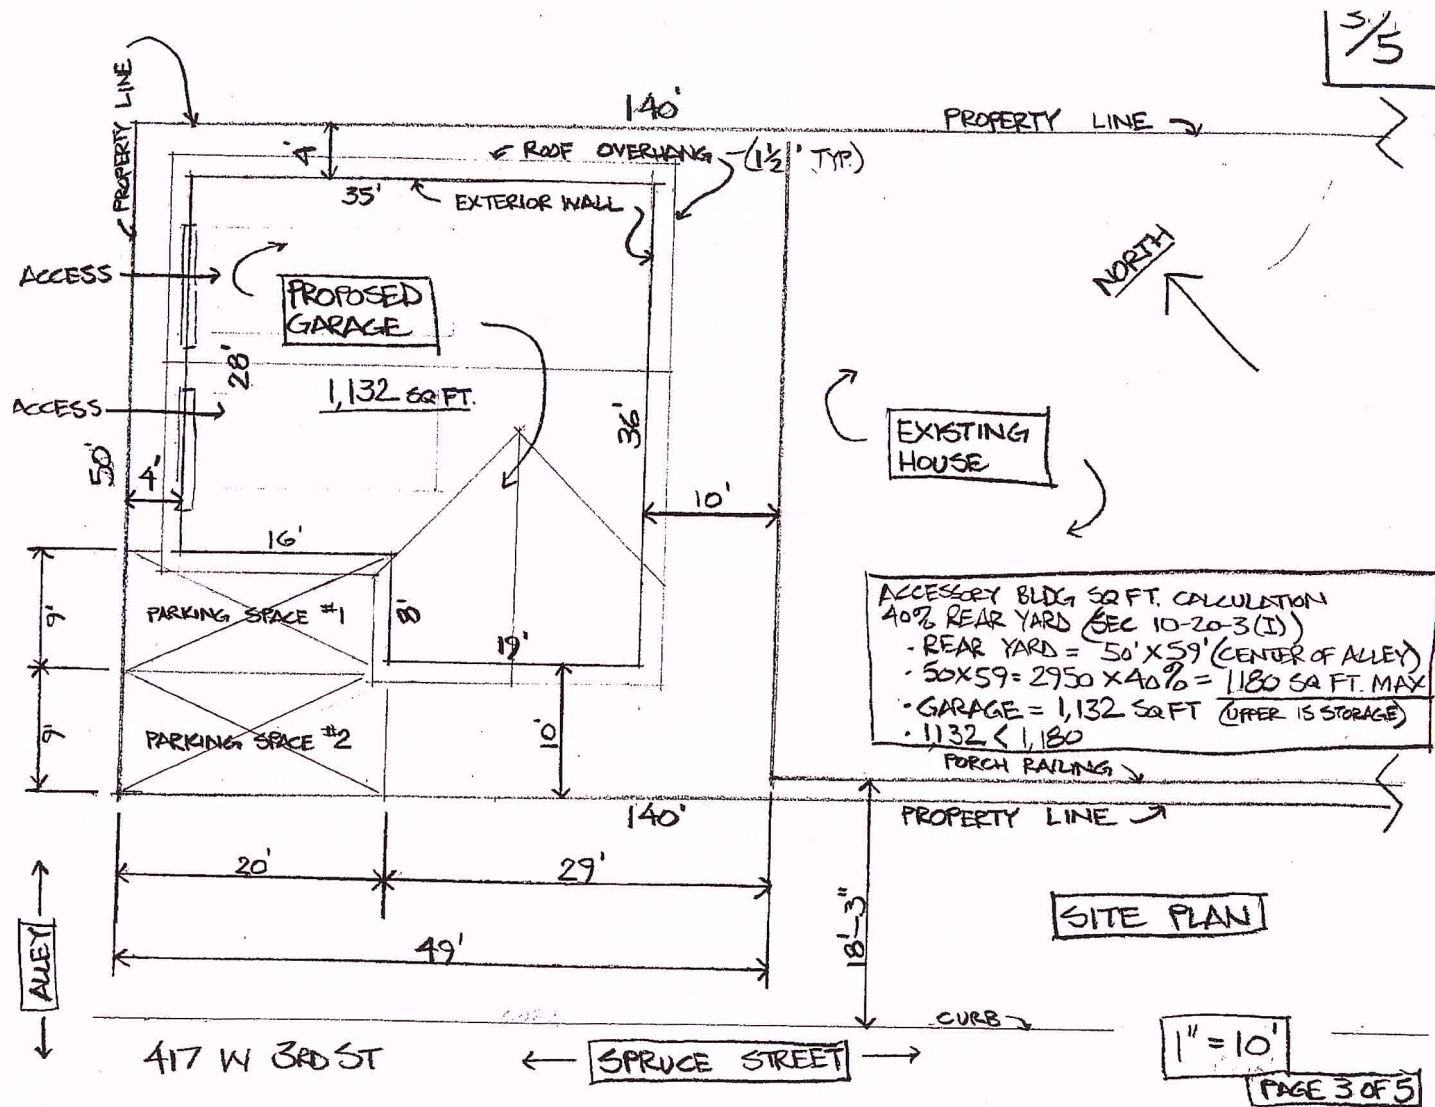 3/5
PROPERTY LINE
140'
PROPERTY LINE
4'
ROOF OVERHANG (1½' TYP.)
35'
EXTERIOR WALL
PROPERTY LINE
NORTH
ACCESS
PROPOSED
GARAGE
28'
1,132 SQ FT.
ACCESS
36'
EXISTING
HOUSE
50'
4'
10'
16'
9'
PARKING SPACE #1
8'
19'
9'
PARKING SPACE #2
10'
ACCESSORY BLDG SQ FT. CALCULATION
40% REAR YARD (SEC 10-20-3(I))
· REAR YARD = 50' X 59' (CENTER OF ALLEY)
· 50X59 = 2950 X 40% = 1180 SQ FT. MAX
· GARAGE = 1,132 SQ FT (UPPER IS STORAGE)
· 1132 < 1,180
PORCH RAILING
140'
PROPERTY LINE
20'
29'
49'
18'-3"
SITE PLAN
ALLEY
CURB
417 W 3RD ST
SPRUCE STREET
1" = 10'
PAGE 3 OF 5